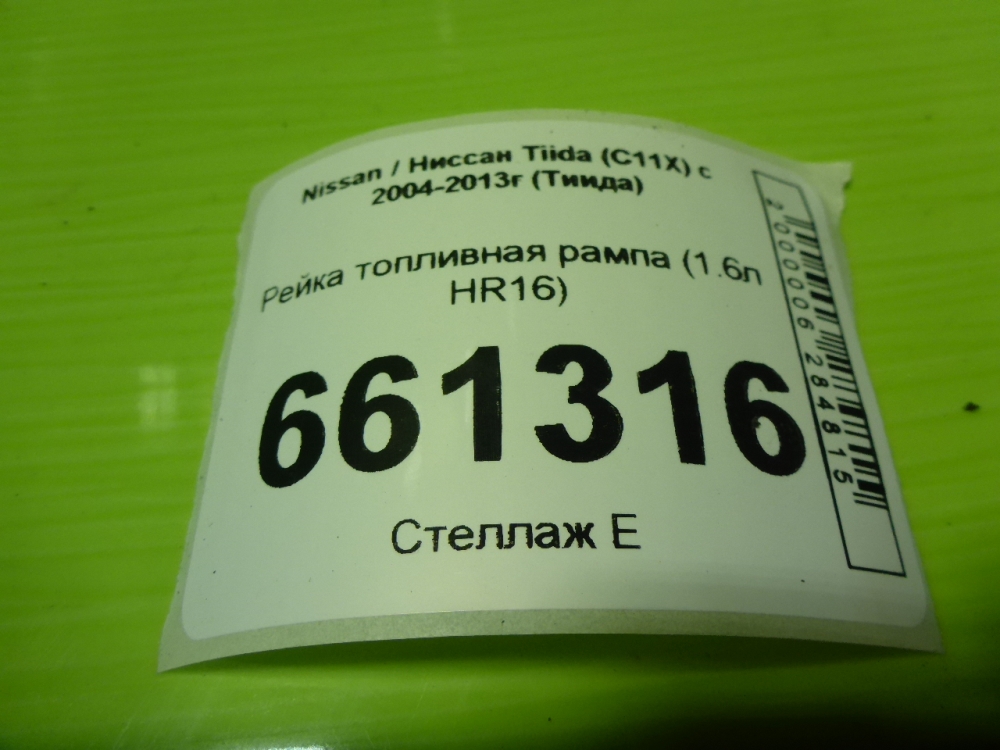 Nissan / Ниссан Tiida (C11X) с
2004-2013г (Тиида)
Рейка топливная рампа (1.6л
HR16)
661316
Стеллаж Е
2000006284815